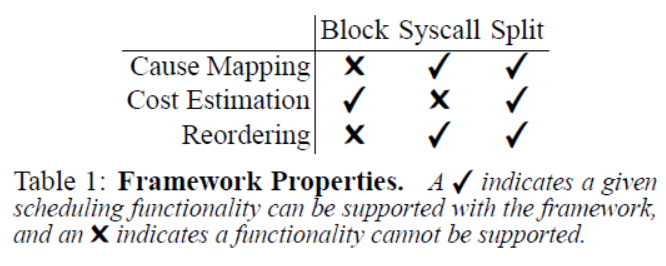 Block Syscall Split
Cause Mapping ✗ ✓ ✓
Cost Estimation ✓ ✗ ✓
Reordering ✗ ✓ ✓
Table 1: Framework Properties. A ✓ indicates a given
scheduling functionality can be supported with the framework,
and an ✗ indicates a functionality cannot be supported.